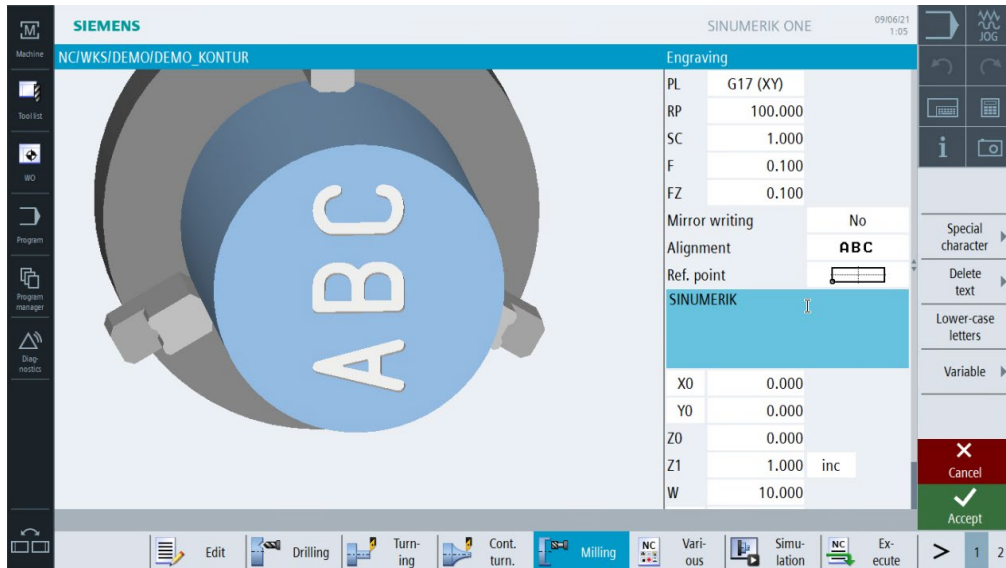 SIEMENS
SINUMERIK ONE
09/06/21
1:05
M
JOG
Machine
Tool list
WO
Program
Program
manager
Diag-
nostics
NC/WKS/DEMO/DEMO_KONTUR
Engraving
ABC
PL G17 (XY)
RP 100.000
SC 1.000
F 0.100
FZ 0.100
Mirror writing No
Alignment ABC
Ref. point
SINUMERIK
X0 0.000
Y0 0.000
Z0 0.000
Z1 1.000 inc
W 10.000
i
Special
character
Delete
text
Lower-case
letters
Variable
Cancel
Accept
Edit
Drilling
Turn-
ing
Cont.
turn.
Milling
NC
Vari-
ous
Simu-
lation
NC
Ex-
ecute
1 2